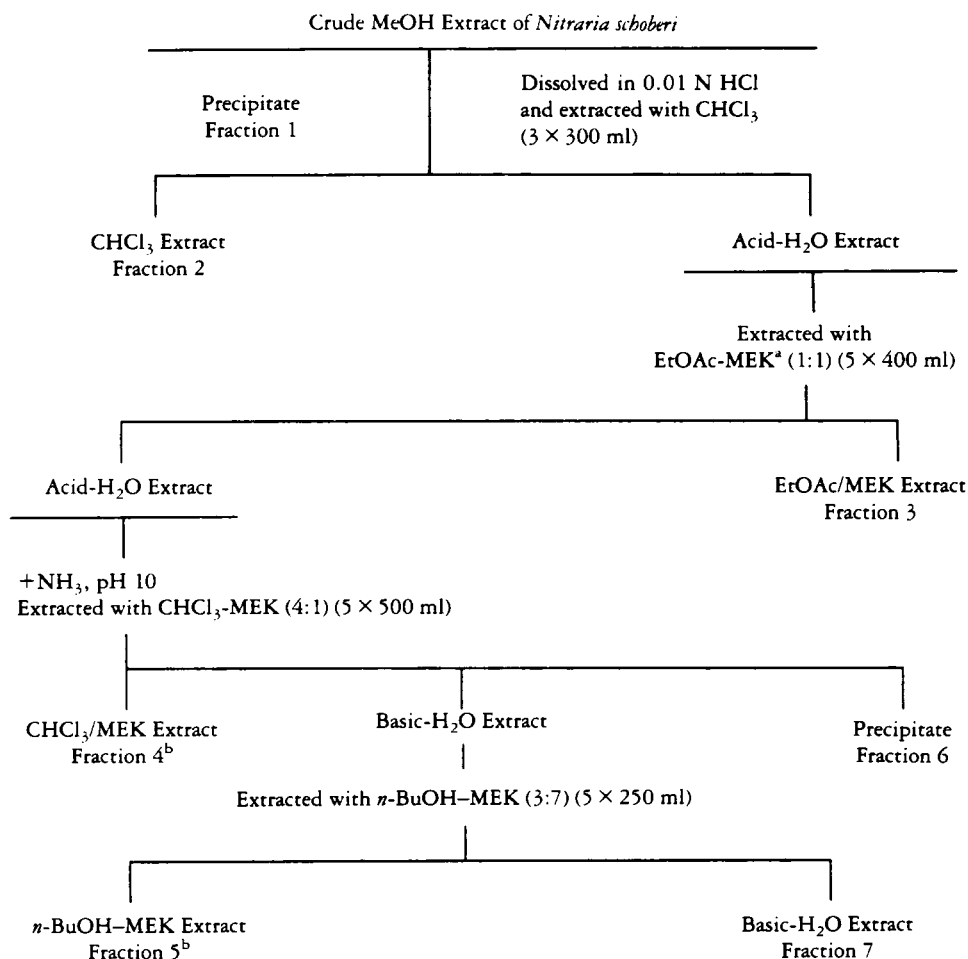 Crude MeOH Extract of Nitraria schoberi
Precipitate
Fraction 1
Dissolved in 0.01 N HCl
and extracted with CHCl₃
(3 × 300 ml)
CHCl₃ Extract
Fraction 2
Acid-H₂O Extract
Extracted with
EtOAc-MEKᵃ (1:1) (5 × 400 ml)
Acid-H₂O Extract
EtOAc/MEK Extract
Fraction 3
+NH₃, pH 10
Extracted with CHCl₃-MEK (4:1) (5 × 500 ml)
CHCl₃/MEK Extract
Fraction 4ᵇ
Basic-H₂O Extract
Precipitate
Fraction 6
Extracted with n-BuOH–MEK (3:7) (5 × 250 ml)
n-BuOH–MEK Extract
Fraction 5ᵇ
Basic-H₂O Extract
Fraction 7